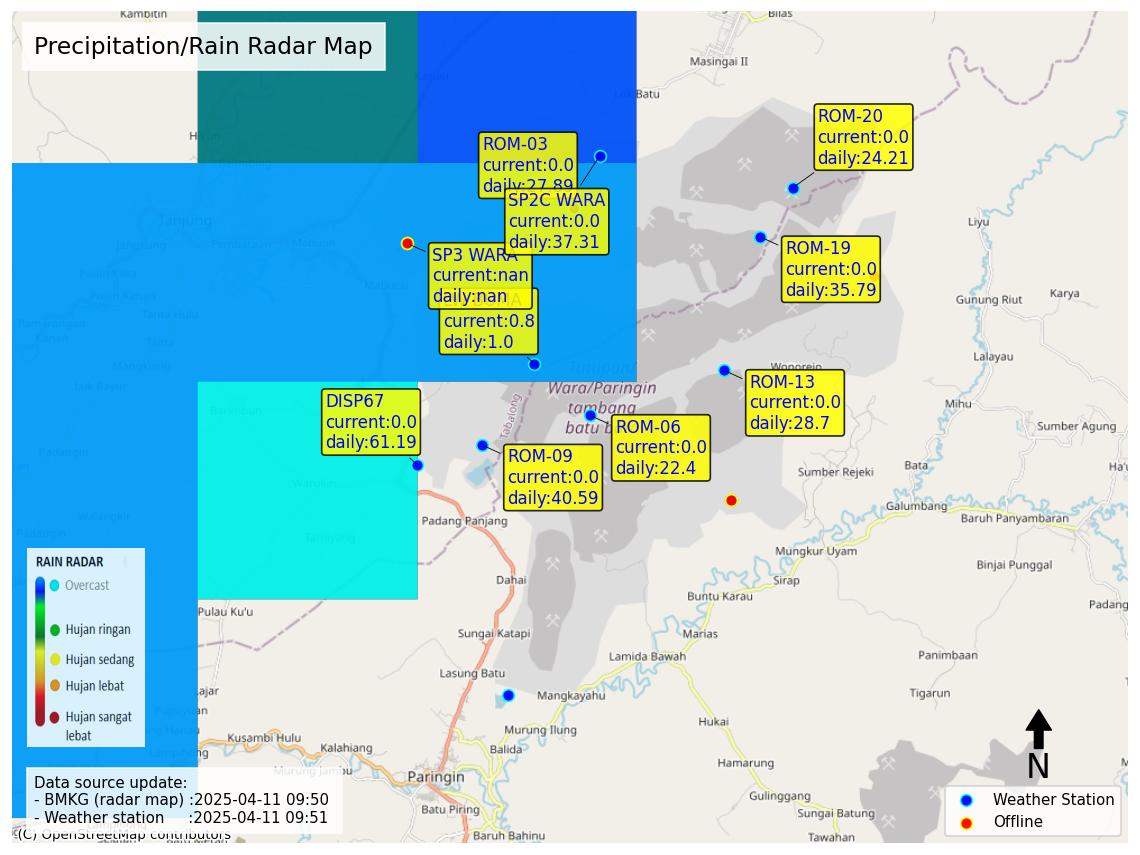 Kambitin
Bilas
Precipitation/Rain Radar Map
Masingai II
ROM-20
current:0.0
daily:24.21
ROM-03
current:0.0
daily:27.89
SP2C WARA
current:0.0
daily:37.31
Tanjung
Liyu
ROM-19
current:0.0
daily:35.79
SP3 WARA
current:nan
daily:nan
current:0.8
daily:1.0
Gunung Riut
Karya
Lalayau
Wonorejo
Wara/Paringin
tambang
ROM-13
current:0.0
daily:28.7
DISP67
current:0.0
daily:61.19
Tabalong
Mihu
ROM-06
current:0.0
daily:22.4
Sumber Agung
ROM-09
current:0.0
daily:40.59
Bata
Sumber Rejeki
Galumbang
Padang Panjang
Baruh Panyambaran
Mungkur Uyam
Binjai Punggal
RAIN RADAR
Overcast
Hujan ringan
Hujan sedang
Hujan lebat
Hujan sangat
lebat
Dahai
Sirap
Buntu Karau
Padang
Pulau Ku'u
Sungai Katapi
Marias
Lamida Bawah
Panimbaan
Lasung Batu
Tigarun
Mangkayahu
Hukai
Murung Ilung
Kusambi Hulu
Kalahiang
Balida
Hamarung
N
Murung Jambu
Paringin
Data source update:
- BMKG (radar map) :2025-04-11 09:50
- Weather station :2025-04-11 09:51
Gulinggang
Batu Piring
Sungai Batung
Weather Station
Offline
Baruh Bahinu
Tawahan
(C) OpenStreetMap contributors